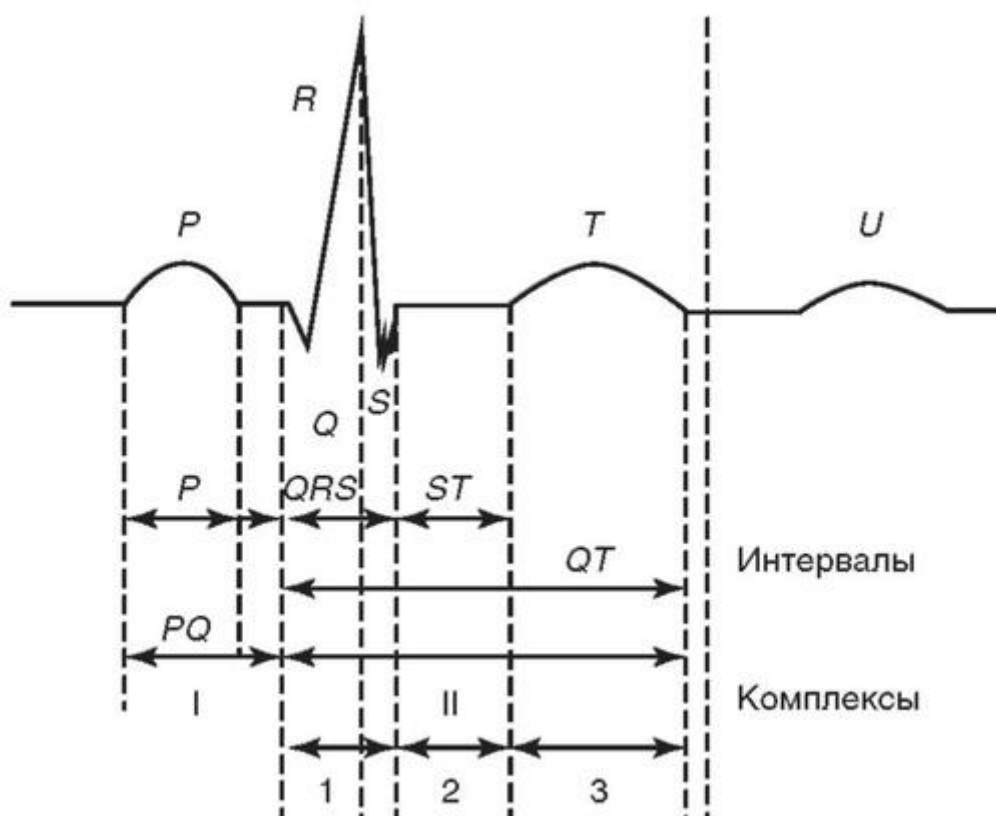 R
P T U
S
Q
P QRS ST
QT Интервалы
PQ
I II Комплексы
1 2 3